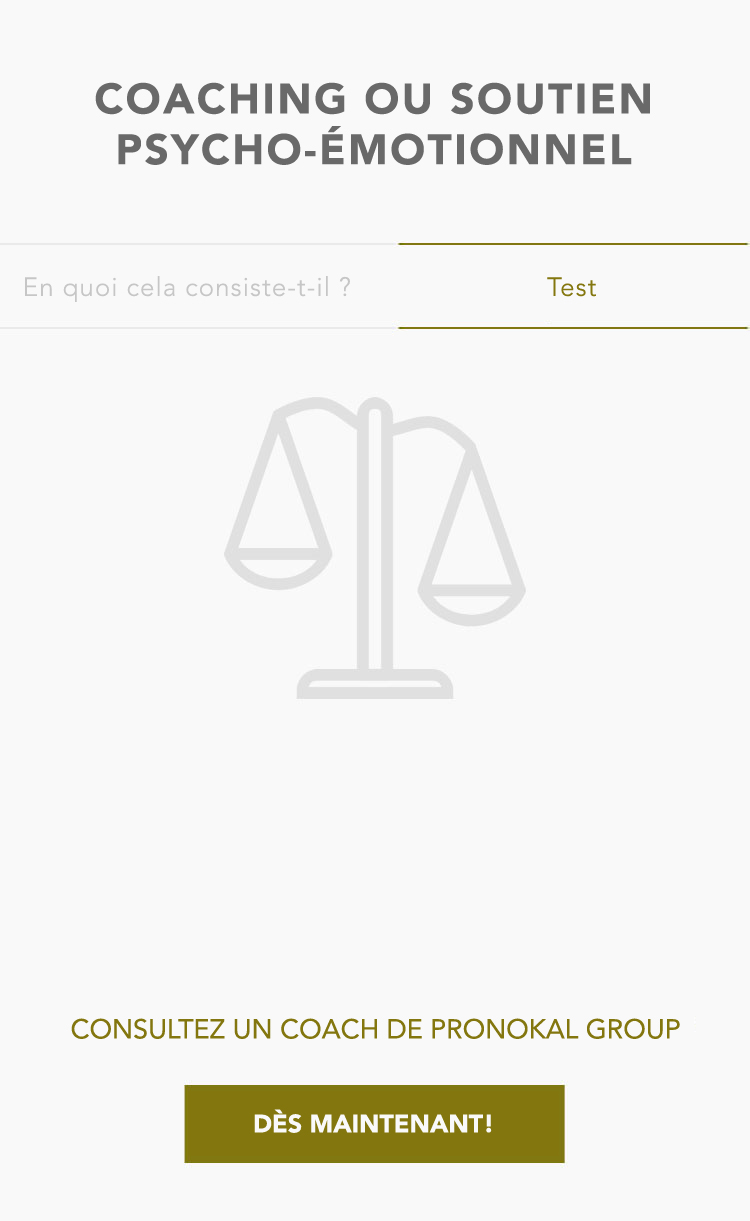 COACHING OU SOUTIEN
PSYCHO-ÉMOTIONNEL
En quoi cela consiste-t-il ?
Test
CONSULTEZ UN COACH DE PRONOKAL GROUP
DÈS MAINTENANT!